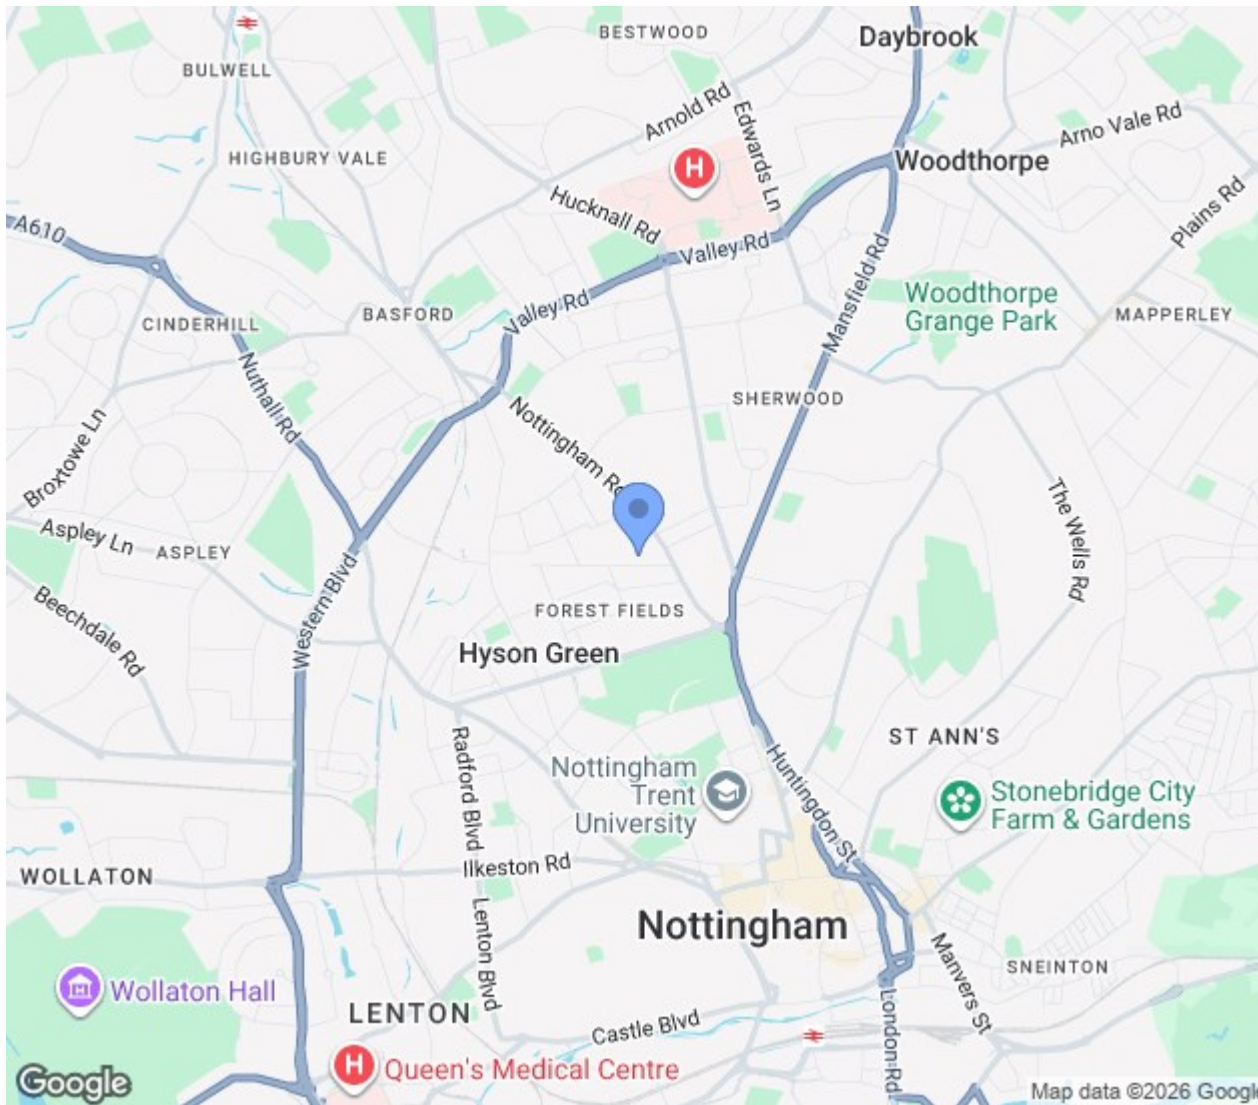 BESTWOOD
Daybrook
BULWELL
Arnold Rd
Edwards Ln
Arno Vale Rd
HIGHBURY VALE
H
Woodthorpe
Hucknall Rd
Plains Rd
A610
Valley Rd
Mansfield Rd
Woodthorpe
Grange Park
CINDERHILL
BASFORD
Valley Rd
MAPPERLEY
Nuthall Rd
SHERWOOD
Nottingham Rd
Broxtowe Ln
The Wells Rd
Aspley Ln
ASPLEY
Western Blvd
Beechdale Rd
FOREST FIELDS
Hyson Green
Radford Blvd
ST ANN'S
Huntingdon St
Nottingham
Trent
University
Stonebridge City
Farm & Gardens
Ilkeston Rd
WOLLATON
Lenton Blvd
Nottingham
Manvers St
SNEINTON
Wollaton Hall
LENTON
Castle Blvd
London Rd
H
Queen's Medical Centre
Google
Map data ©2026 Google